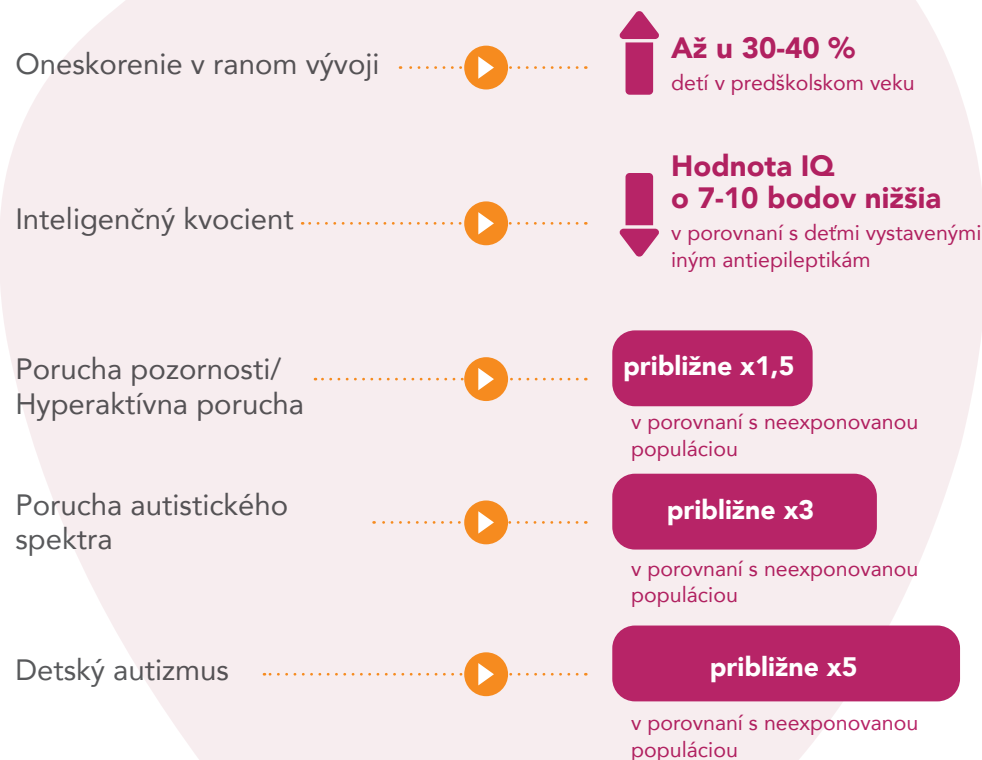 Oneskorenie v ranom vývoji
Až u 30-40 %
detí v predškolskom veku
Inteligenčný kvocient
Hodnota IQ
o 7-10 bodov nižšia
v porovnaní s deťmi vystavenými
iným antiepileptikám
Porucha pozornosti/
Hyperaktívna porucha
približne x1,5
v porovnaní s neexponovanou
populáciou
Porucha autistického
spektra
približne x3
v porovnaní s neexponovanou
populáciou
Detský autizmus
približne x5
v porovnaní s neexponovanou
populáciou